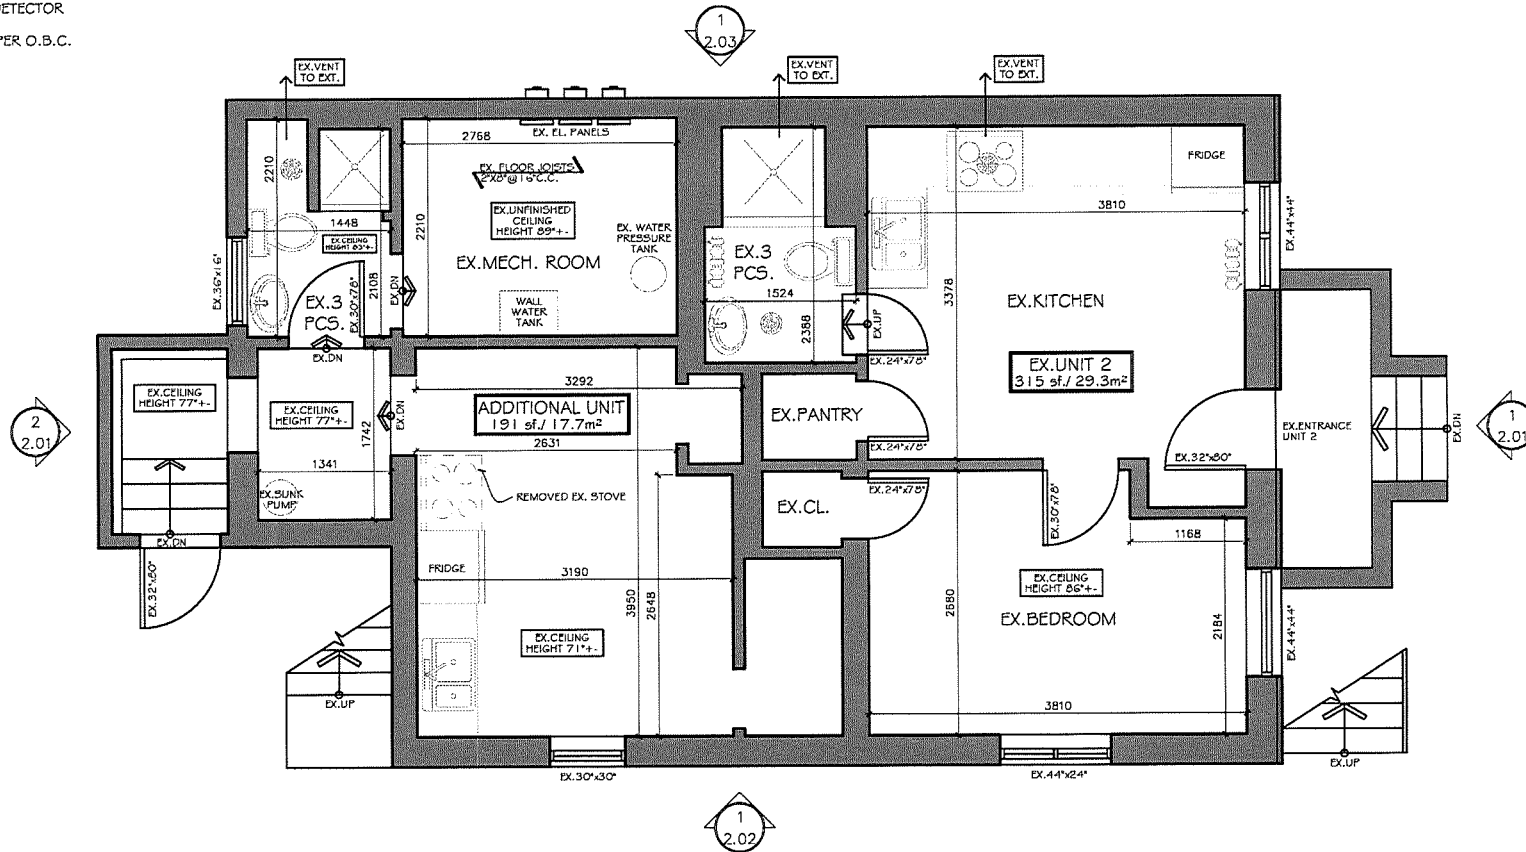 DETECTOR
PER O.B.C.
1
2.03
EX.VENT
TO EXT.
EX.VENT
TO EXT.
EX.VENT
TO EXT.
2768
EX. EL. PANELS
EX. FLOOR JOISTS
2"X8"@16"C.C.
2210
2210
EX.UNFINISHED
CEILING
HEIGHT 89"+-
EX. WATER
PRESSURE
TANK
EX.MECH. ROOM
WALL
WATER
TANK
1448
EX.CEILING
HEIGHT 83"+-
2108
EX.DN
EX.36"x16"
EX.3
PCS.
EX.30"x78"
EX.DN
EX.3
PCS.
1524
2388
EX.UP
EX.24"x78"
FRIDGE
3810
EX.44"x44"
3378
EX.KITCHEN
EX.UNIT 2
315 sf./ 29.3m²
EX.CEILING
HEIGHT 77"+-
EX.CEILING
HEIGHT 77"+-
1742
EX.DN
3292
ADDITIONAL UNIT
191 sf./ 17.7m²
2631
EX.PANTRY
EX.24"x78"
EX.32"x80"
EX.ENTRANCE
UNIT 2
EX.DN
2
2.01
1
2.01
1341
EX.SUNK
PUMP
EX.DN
EX.32"x80"
REMOVED EX. STOVE
EX.CL.
EX.24"x78"
EX.30"x78"
1168
FRIDGE
3190
3950
2648
EX.CEILING
HEIGHT 71"+-
2680
EX.CEILING
HEIGHT 86"+-
EX.BEDROOM
2184
EX.44"x44"
3810
EX.UP
EX.UP
EX.30"x30"
EX.44"x24"
1
2.02